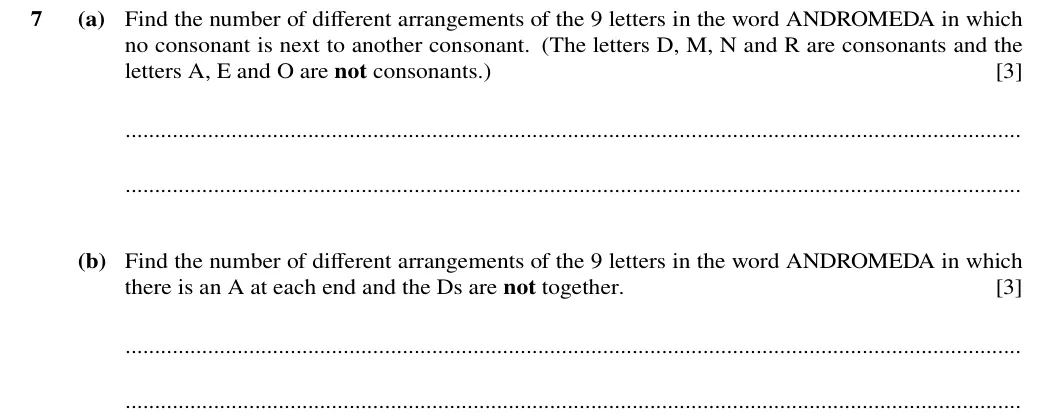 7 (a) Find the number of different arrangements of the 9 letters in the word ANDROMEDA in which
no consonant is next to another consonant. (The letters D, M, N and R are consonants and the
letters A, E and O are not consonants.) [3]
(b) Find the number of different arrangements of the 9 letters in the word ANDROMEDA in which
there is an A at each end and the Ds are not together. [3]